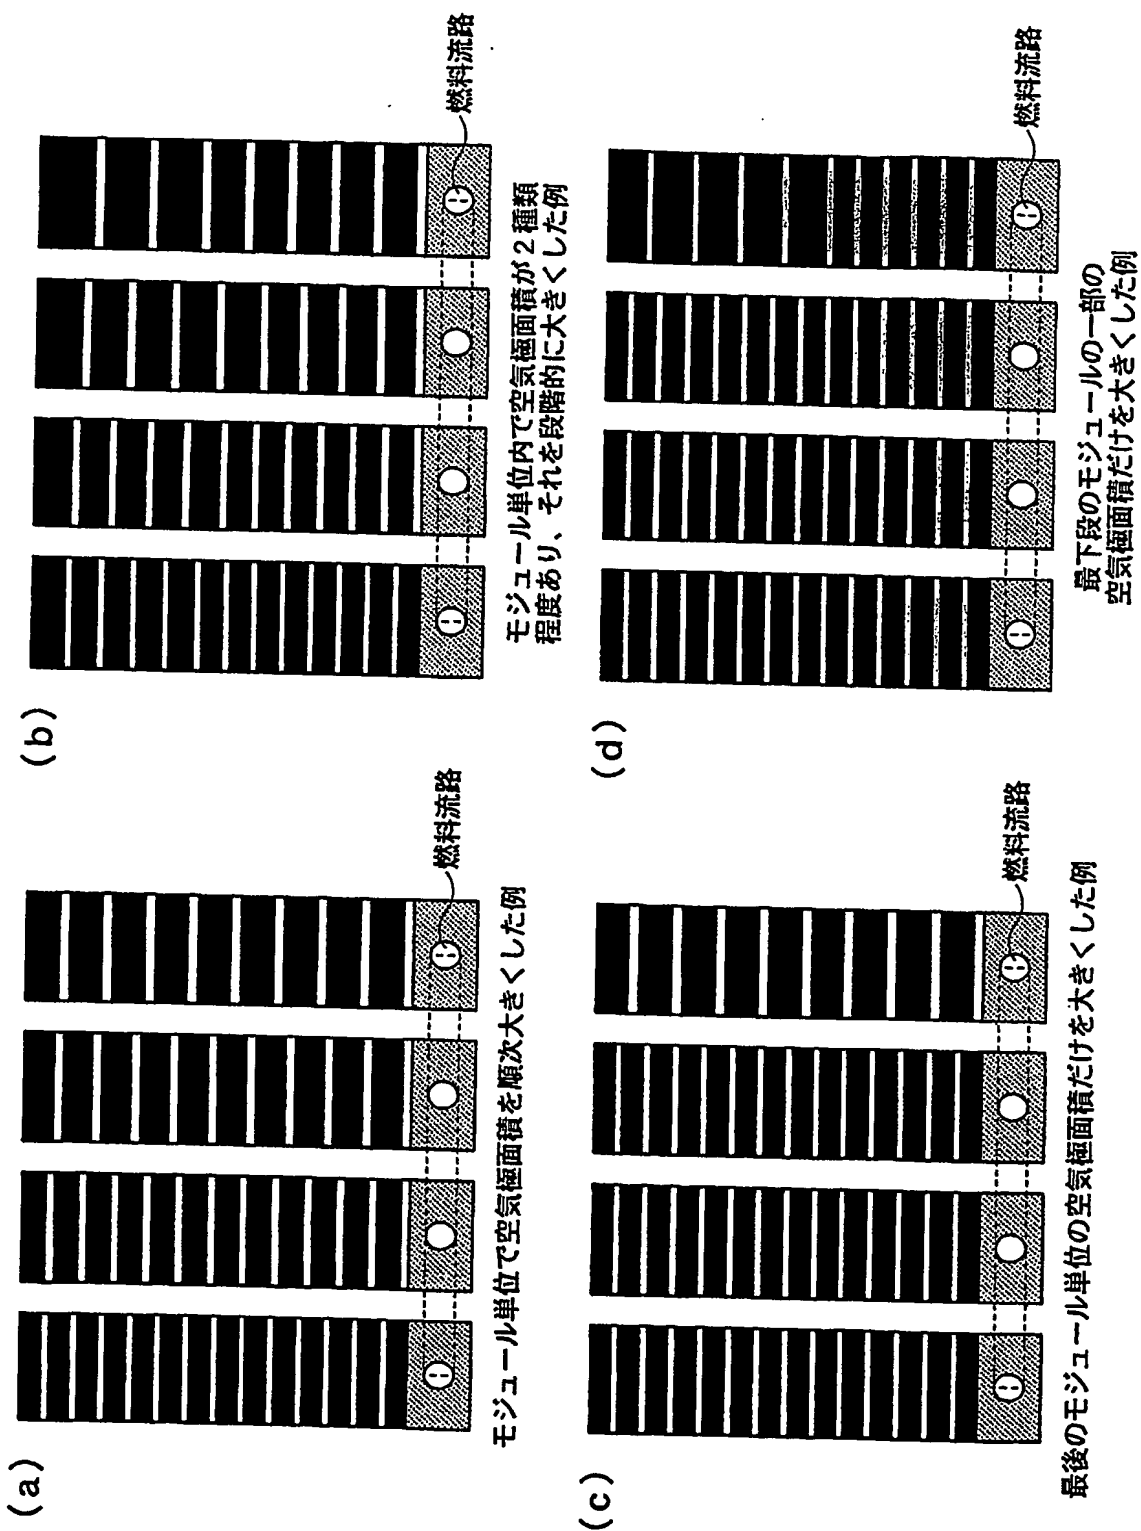 (a)
燃料流路
モジュール単位で空気極面積を順次大きくした例
(b)
燃料流路
モジュール単位内で空気極面積が2種類
程度あり、それを段階的に大きくした例
(c)
燃料流路
最後のモジュール単位の空気極面積だけを大きくした例
(d)
燃料流路
最下段のモジュールの一部の
空気極面積だけを大きくした例